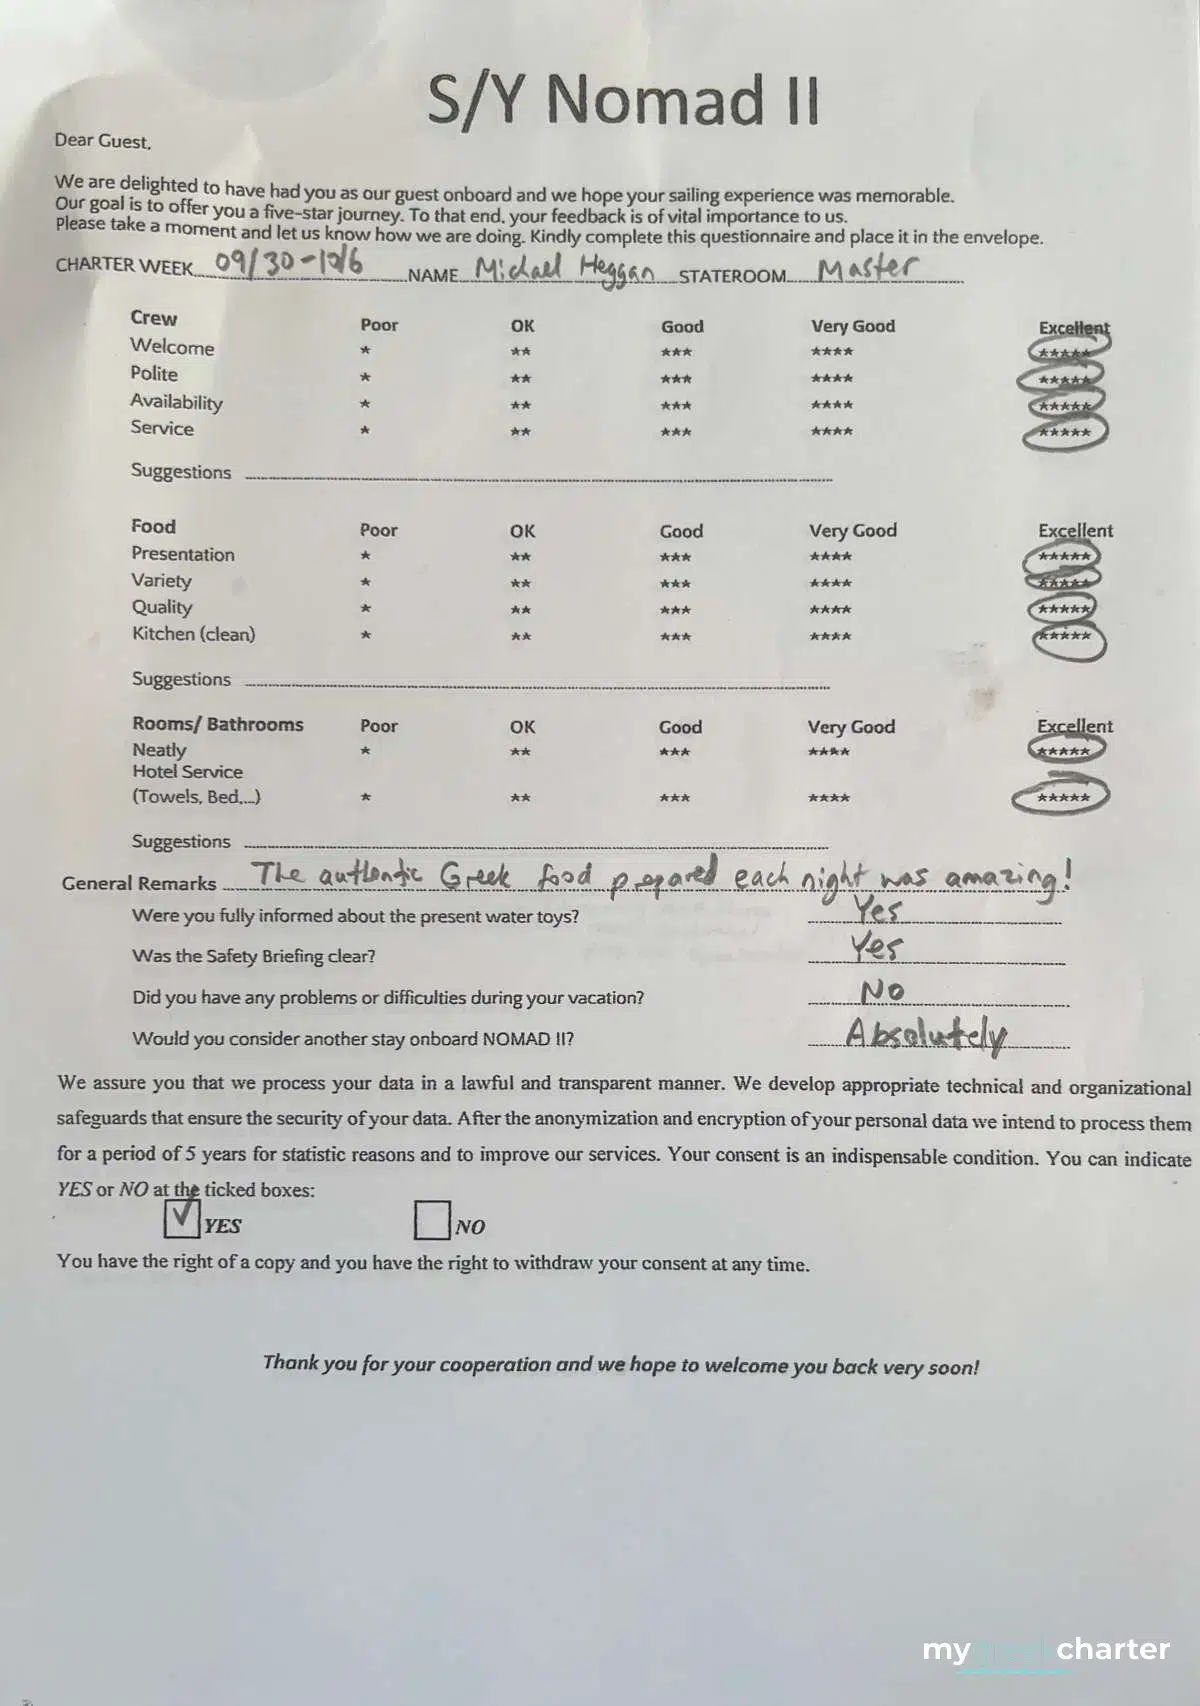 S/Y Nomad II
Dear Guest,
We are delighted to have had you as our guest onboard and we hope your sailing experience was memorable.
Our goal is to offer you a five-star journey. To that end, your feedback is of vital importance to us.
Please take a moment and let us know how we are doing. Kindly complete this questionnaire and place it in the envelope.
CHARTER WEEK 09/30-10/6 NAME Michael Heggan STATEROOM Master
Crew Poor OK Good Very Good Excellent
Welcome * ** *** **** *****
Polite * ** *** **** *****
Availability * ** *** **** *****
Service * ** *** **** *****
Suggestions
Food Poor OK Good Very Good Excellent
Presentation * ** *** **** *****
Variety * ** *** **** *****
Quality * ** *** **** *****
Kitchen (clean) * ** *** **** *****
Suggestions
Rooms/ Bathrooms Poor OK Good Very Good Excellent
Neatly * ** *** **** *****
Hotel Service
(Towels, Bed,...) * ** *** **** *****
Suggestions
General Remarks The authentic Greek food prepared each night was amazing!
Were you fully informed about the present water toys? Yes
Was the Safety Briefing clear? Yes
Did you have any problems or difficulties during your vacation? No
Would you consider another stay onboard NOMAD II? Absolutely
We assure you that we process your data in a lawful and transparent manner. We develop appropriate technical and organizational
safeguards that ensure the security of your data. After the anonymization and encryption of your personal data we intend to process them
for a period of 5 years for statistic reasons and to improve our services. Your consent is an indispensable condition. You can indicate
YES or NO at the ticked boxes:
YES NO
You have the right of a copy and you have the right to withdraw your consent at any time.
Thank you for your cooperation and we hope to welcome you back very soon!
mygreekcharter